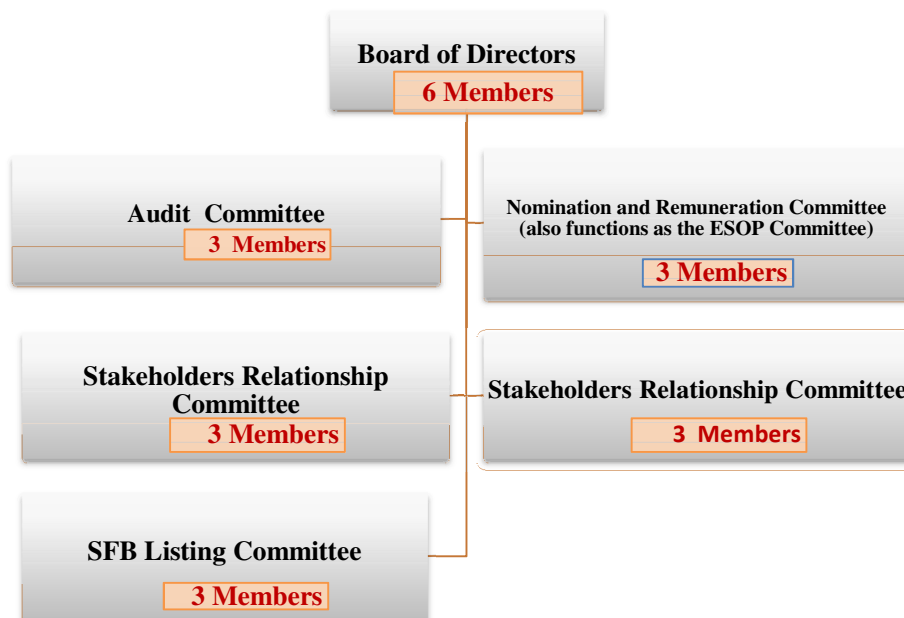 Board of Directors
6 Members
Audit Committee
3 Members
Nomination and Remuneration Committee
(also functions as the ESOP Committee)
3 Members
Stakeholders Relationship
Committee
3 Members
Stakeholders Relationship Committee
3 Members
SFB Listing Committee
3 Members